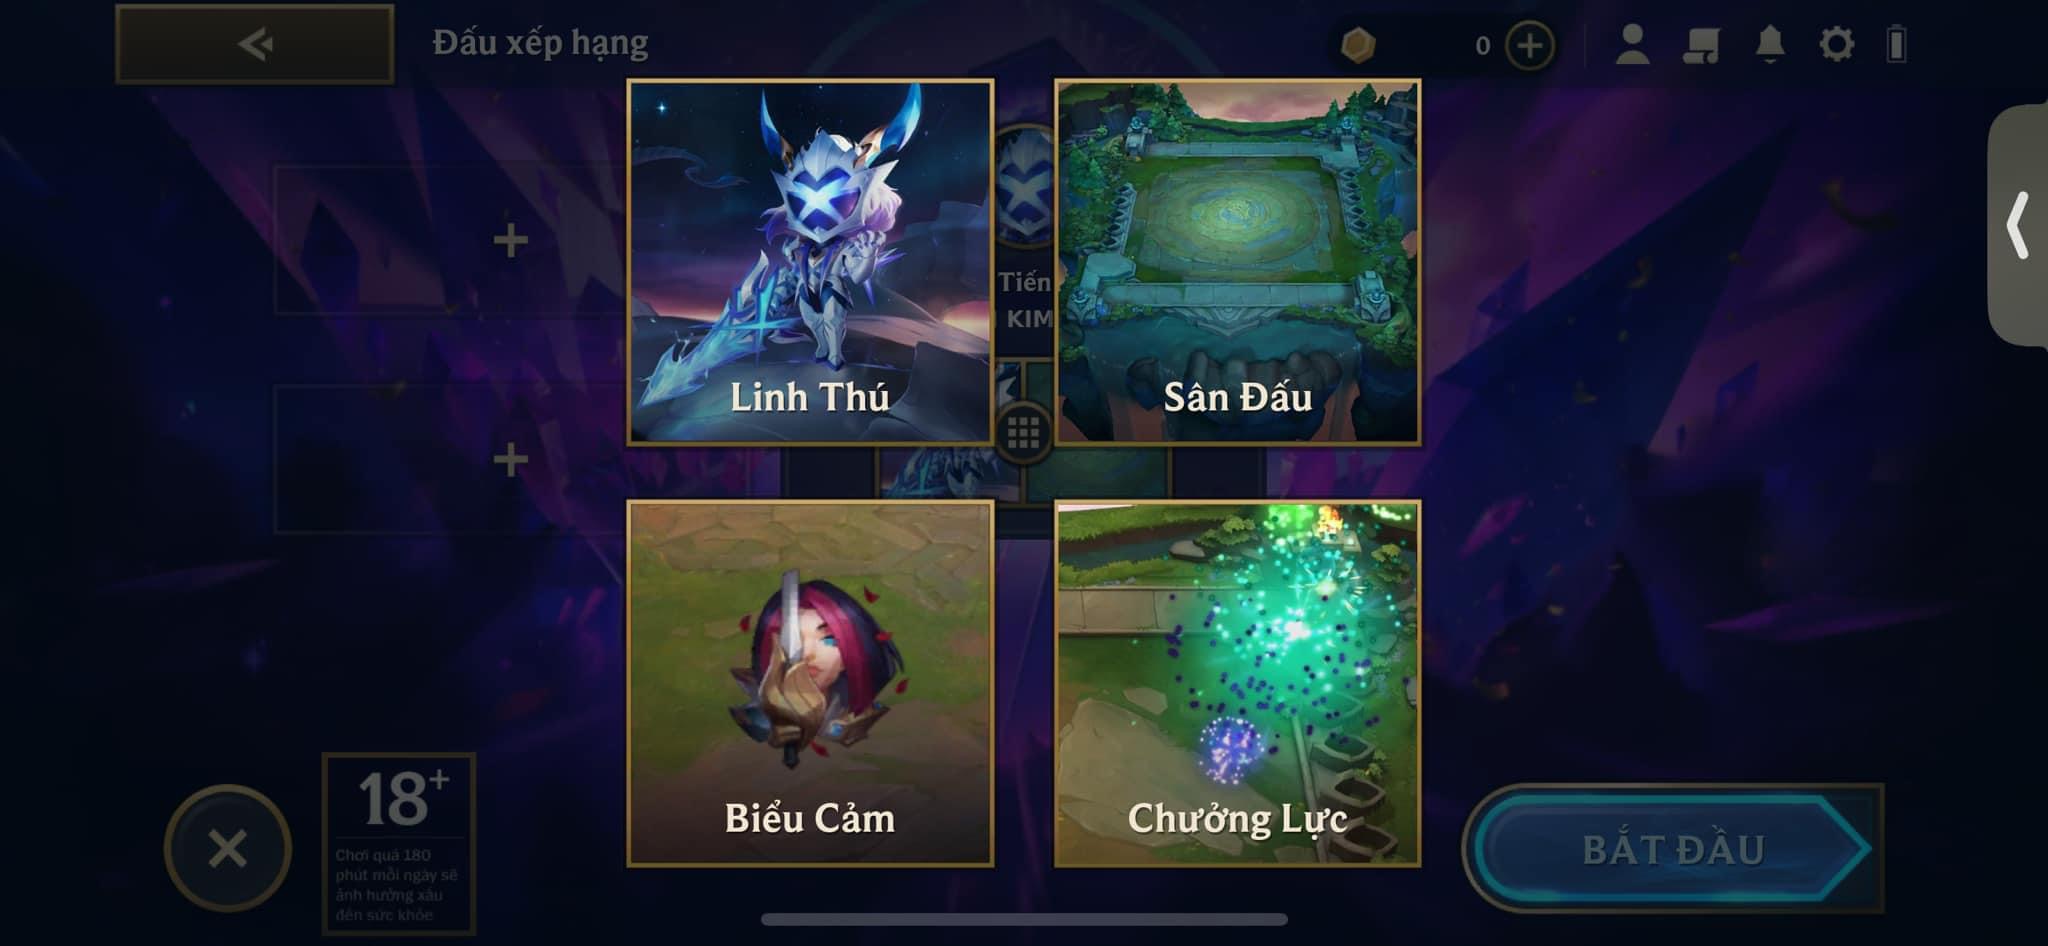 Đấu xếp hạng
0
Tiến
KIM
Linh Thú
Sân Đấu
Biểu Cảm
Chưởng Lực
18+
Chơi quá 180
phút mỗi ngày sẽ
ảnh hưởng xấu
đến sức khỏe
BẮT ĐẦU